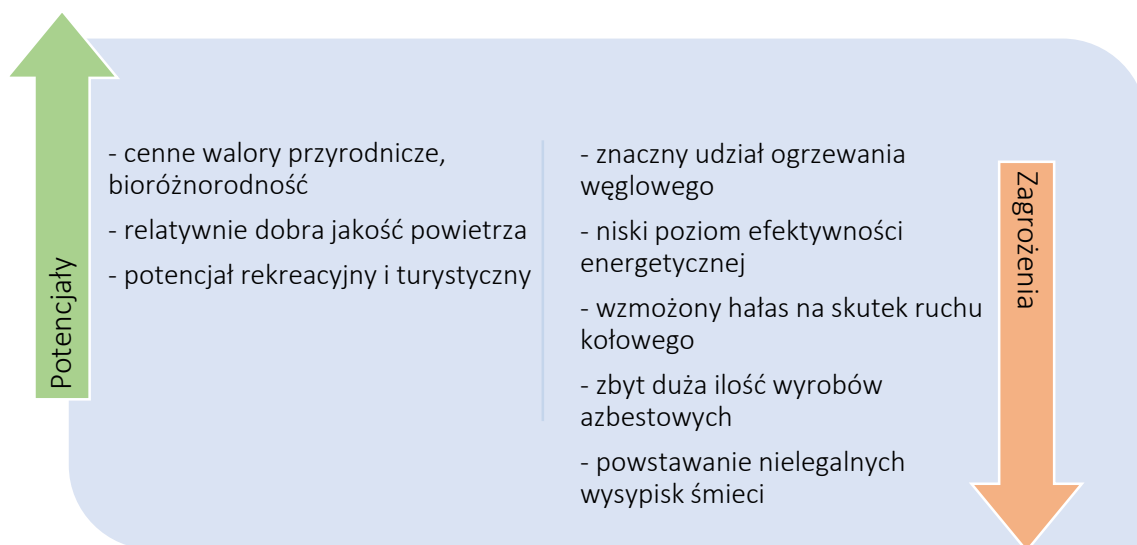 Potencjały
- cenne walory przyrodnicze,
bioróżnorodność
- relatywnie dobra jakość powietrza
- potencjał rekreacyjny i turystyczny
- znaczny udział ogrzewania
węglowego
- niski poziom efektywności
energetycznej
- wzmożony hałas na skutek ruchu
kołowego
- zbyt duża ilość wyrobów
azbestowych
- powstawanie nielegalnych
wysypisk śmieci
Zagrożenia